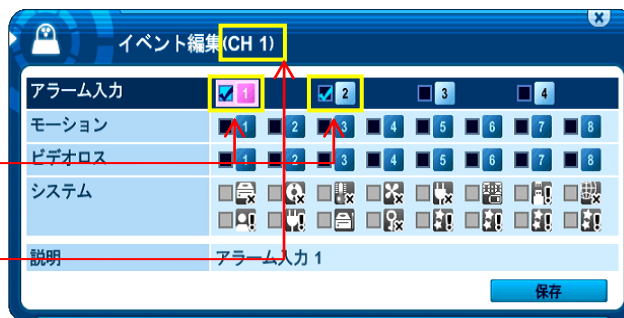 イベント編集(CH 1)
アラーム入力 1 2 3 4
モーション 1 2 3 4 5 6 7 8
ビデオロス 1 2 3 4 5 6 7 8
システム
説明 アラーム入力 1
保存